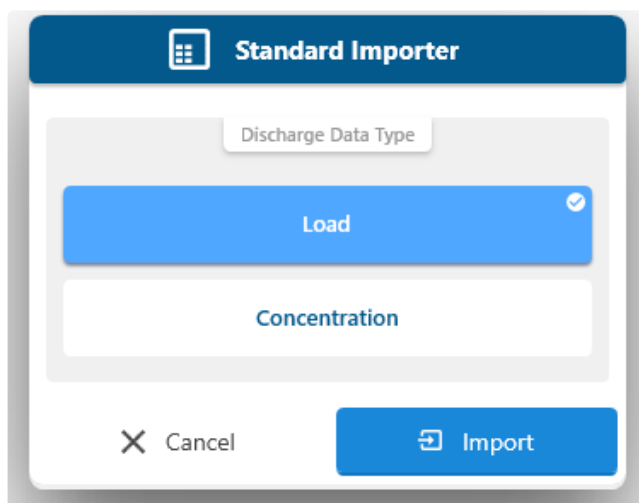 Standard Importer
Discharge Data Type
Load
Concentration
Cancel
Import